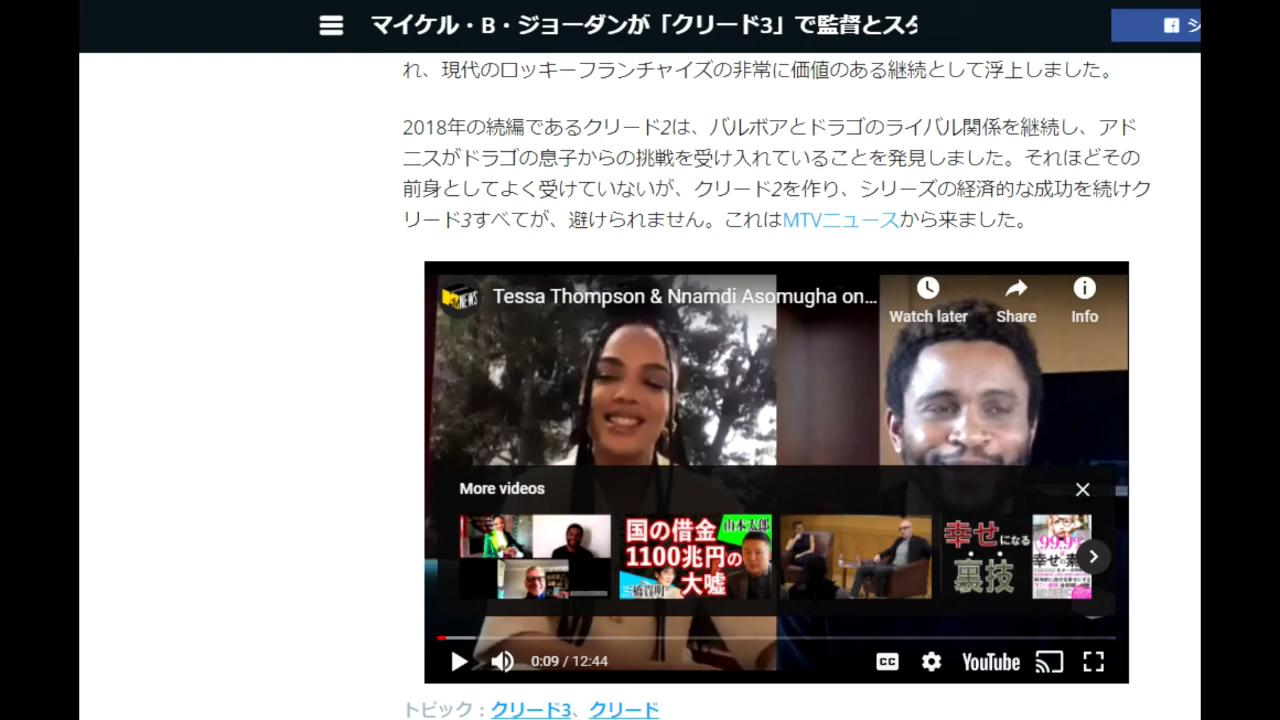 マイケル・B・ジョーダンが「クリード3」で監督とスタ
シ
れ、現代のロッキーフランチャイズの非常に価値のある継続として浮上しました。
2018年の続編であるクリード2は、バルボアとドラゴのライバル関係を継続し、アド
ニスがドラゴの息子からの挑戦を受け入れていることを発見しました。それほどその
前身としてよく受けていないが、クリード2を作り、シリーズの経済的な成功を続けク
リード3すべてが、避けられません。これはMTVニュースから来ました。
NEWS
Tessa Thompson & Nnamdi Asomugha on...
Watch later
Share
Info
More videos
国の借金
山本太郎
1100兆円の
大嘘
三橋貴明
幸せになる
裏技
99.9%
0:09 / 12:44
CC
YouTube
トピック：クリード3、クリード